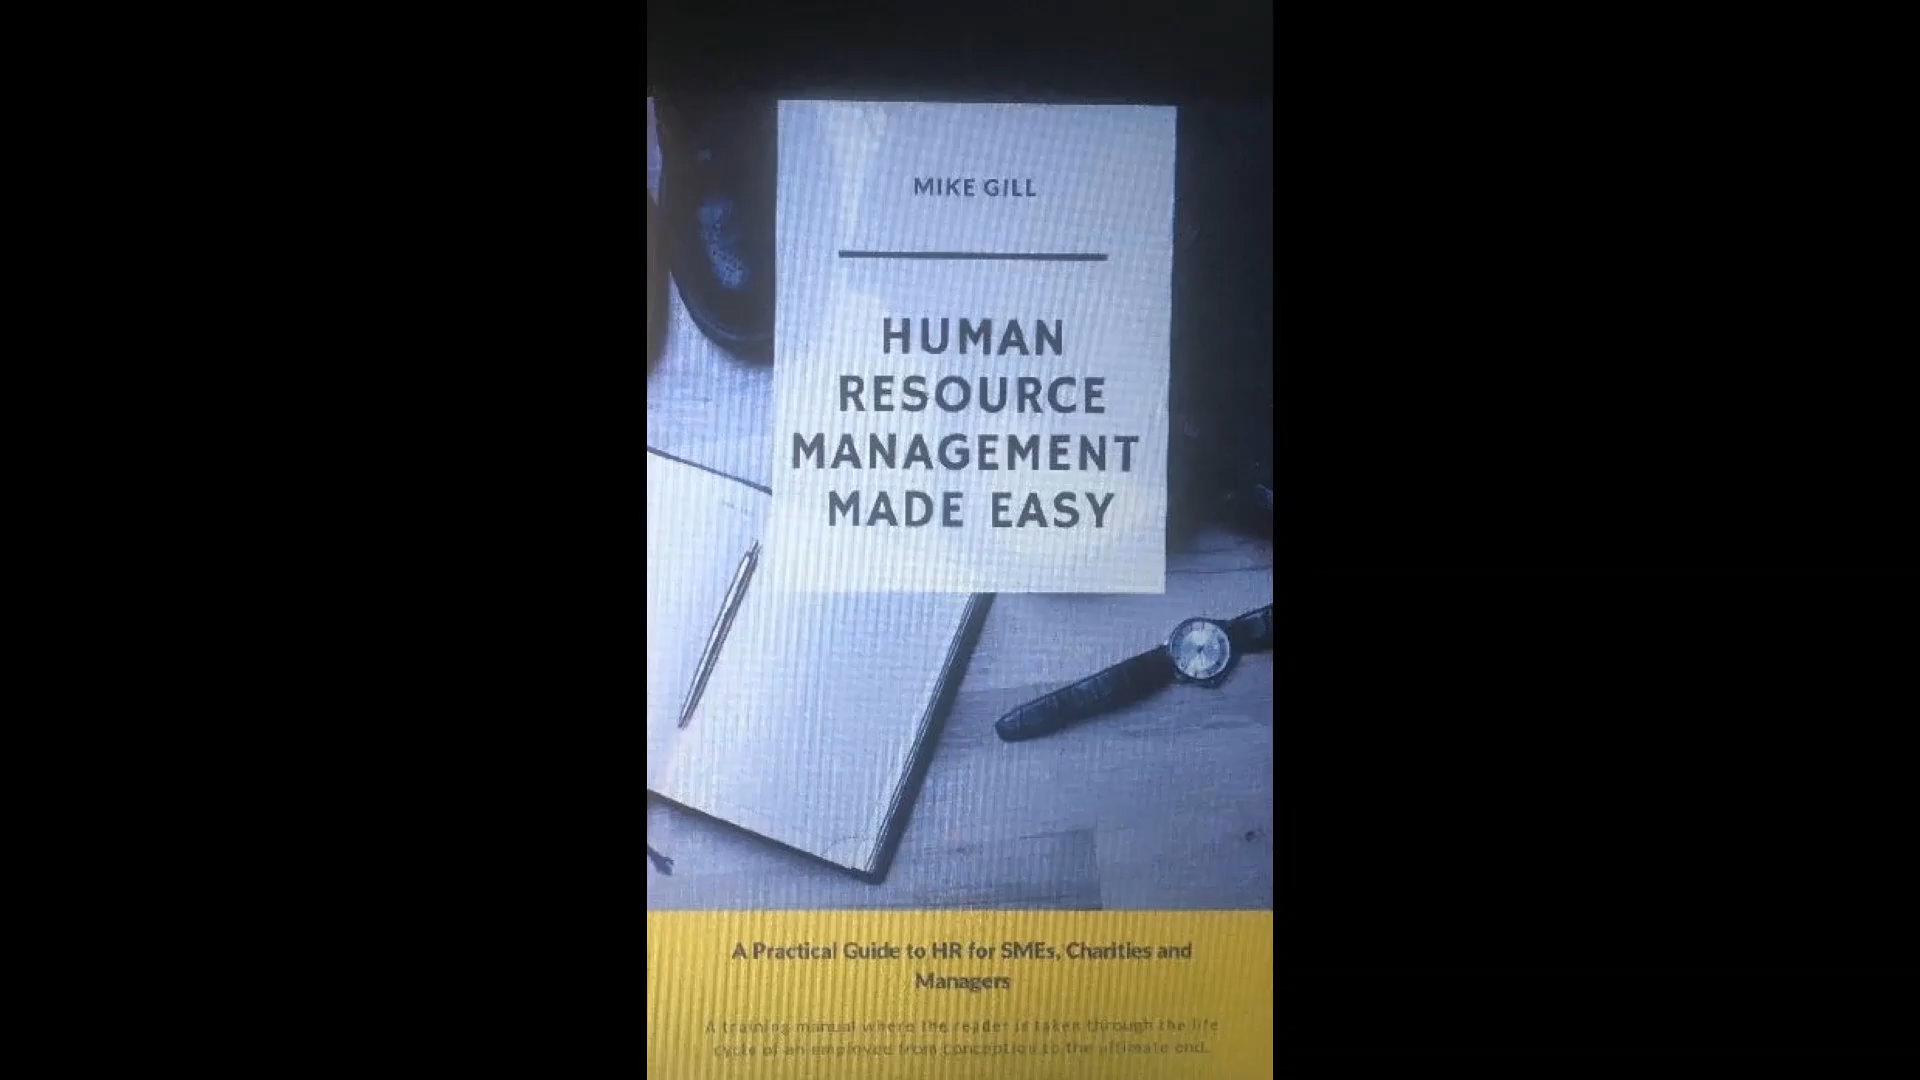 MIKE GILL
HUMAN
RESOURCE
MANAGEMENT
MADE EASY
A Practical Guide to HR for SMEs, Charities and
Managers
A training manual where the reader is taken through the life
cycle of an employee from conception to the ultimate end.